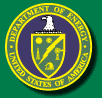 DEPARTMENT OF ENERGY
UNITED STATES OF AMERICA